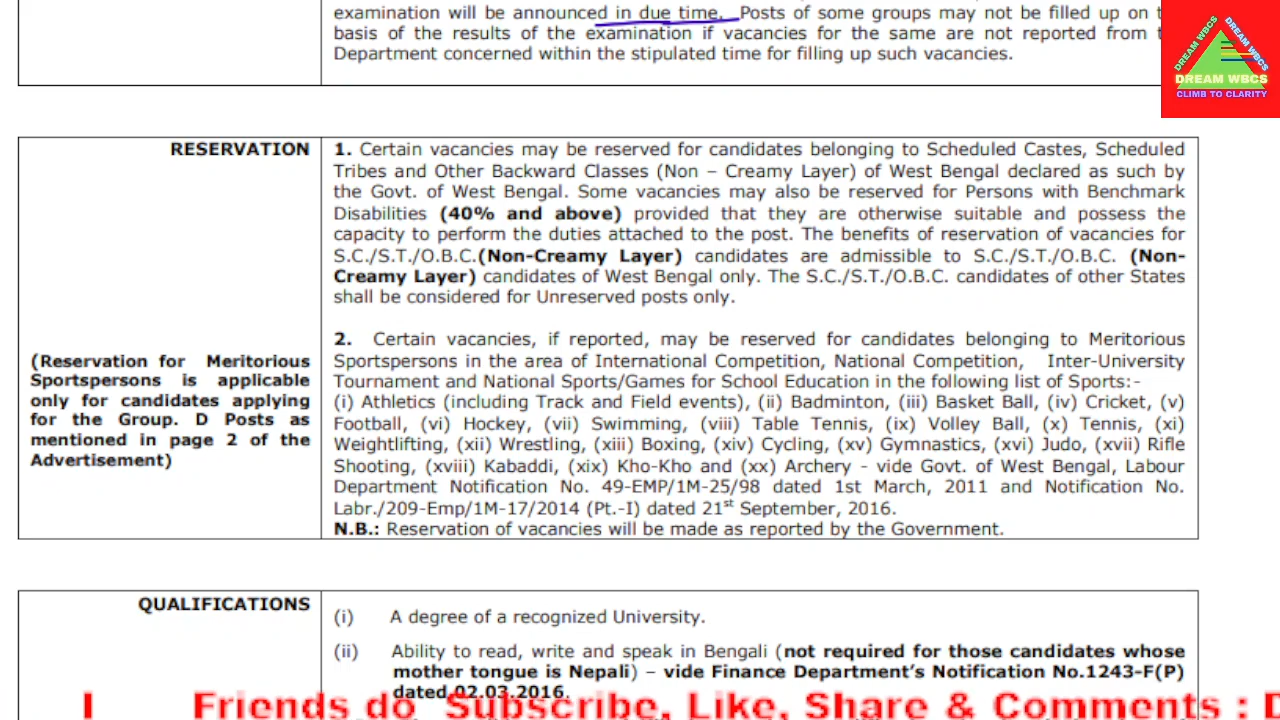 examination will be announced in due time. Posts of some groups may not be filled up on
basis of the results of the examination if vacancies for the same are not reported from
Department concerned within the stipulated time for filling up such vacancies.
DREAM WBCS
DREAM WBCS
DREAM WBCS
CLIMB TO CLARITY
RESERVATION
(Reservation for Meritorious
Sportspersons is applicable
only for candidates applying
for the Group. D Posts as
mentioned in page 2 of the
Advertisement)
1. Certain vacancies may be reserved for candidates belonging to Scheduled Castes, Scheduled
Tribes and Other Backward Classes (Non – Creamy Layer) of West Bengal declared as such by
the Govt. of West Bengal. Some vacancies may also be reserved for Persons with Benchmark
Disabilities (40% and above) provided that they are otherwise suitable and possess the
capacity to perform the duties attached to the post. The benefits of reservation of vacancies for
S.C./S.T./O.B.C.(Non-Creamy Layer) candidates are admissible to S.C./S.T./O.B.C. (Non-
Creamy Layer) candidates of West Bengal only. The S.C./S.T./O.B.C. candidates of other States
shall be considered for Unreserved posts only.
2. Certain vacancies, if reported, may be reserved for candidates belonging to Meritorious
Sportspersons in the area of International Competition, National Competition, Inter-University
Tournament and National Sports/Games for School Education in the following list of Sports:-
(i) Athletics (including Track and Field events), (ii) Badminton, (iii) Basket Ball, (iv) Cricket, (v)
Football, (vi) Hockey, (vii) Swimming, (viii) Table Tennis, (ix) Volley Ball, (x) Tennis, (xi)
Weightlifting, (xii) Wrestling, (xiii) Boxing, (xiv) Cycling, (xv) Gymnastics, (xvi) Judo, (xvii) Rifle
Shooting, (xviii) Kabaddi, (xix) Kho-Kho and (xx) Archery - vide Govt. of West Bengal, Labour
Department Notification No. 49-EMP/1M-25/98 dated 1st March, 2011 and Notification No.
Labr./209-Emp/1M-17/2014 (Pt.-I) dated 21st September, 2016.
N.B.: Reservation of vacancies will be made as reported by the Government.
QUALIFICATIONS
(i) A degree of a recognized University.
(ii) Ability to read, write and speak in Bengali (not required for those candidates whose
mother tongue is Nepali) – vide Finance Department's Notification No.1243-F(P)
dated 02.03.2016.
Friends do Subscribe, Like, Share & Comments :